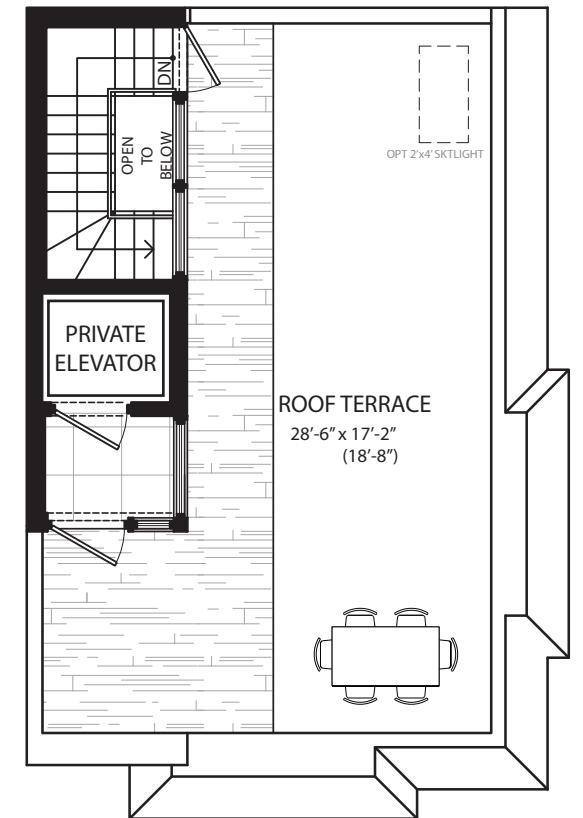 DN
OPEN
TO
BELOW
OPT 2'x4' SKTLIGHT
PRIVATE
ELEVATOR
ROOF TERRACE
28'-6” x 17'-2”
(18'-8”)